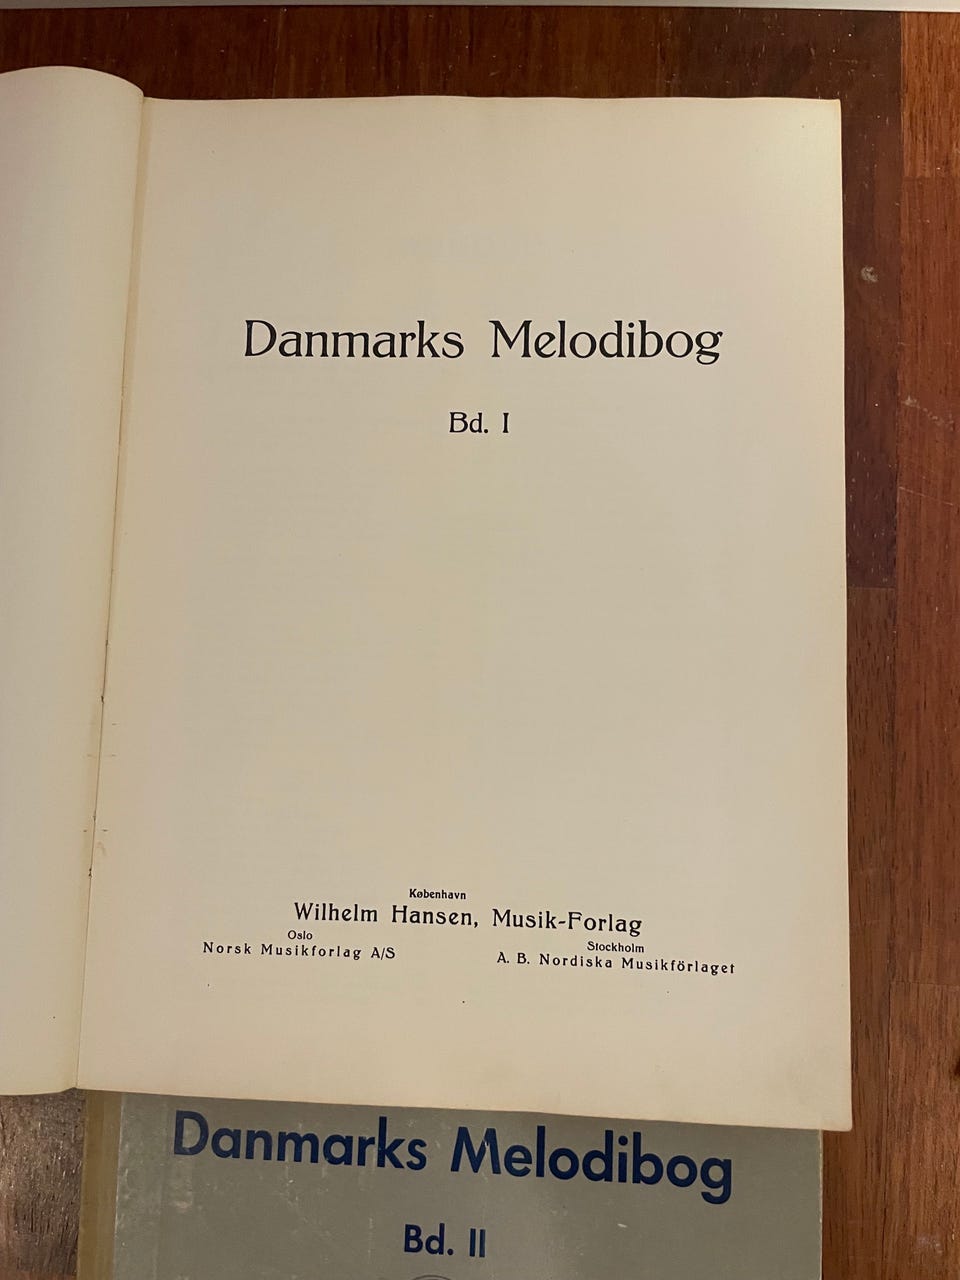 Danmarks Melodibog
Bd. I
København
Wilhelm Hansen, Musik-Forlag
Oslo
Norsk Musikforlag A/S
Stockholm
A. B. Nordiska Musikförlaget
Danmarks Melodibog
Bd. II